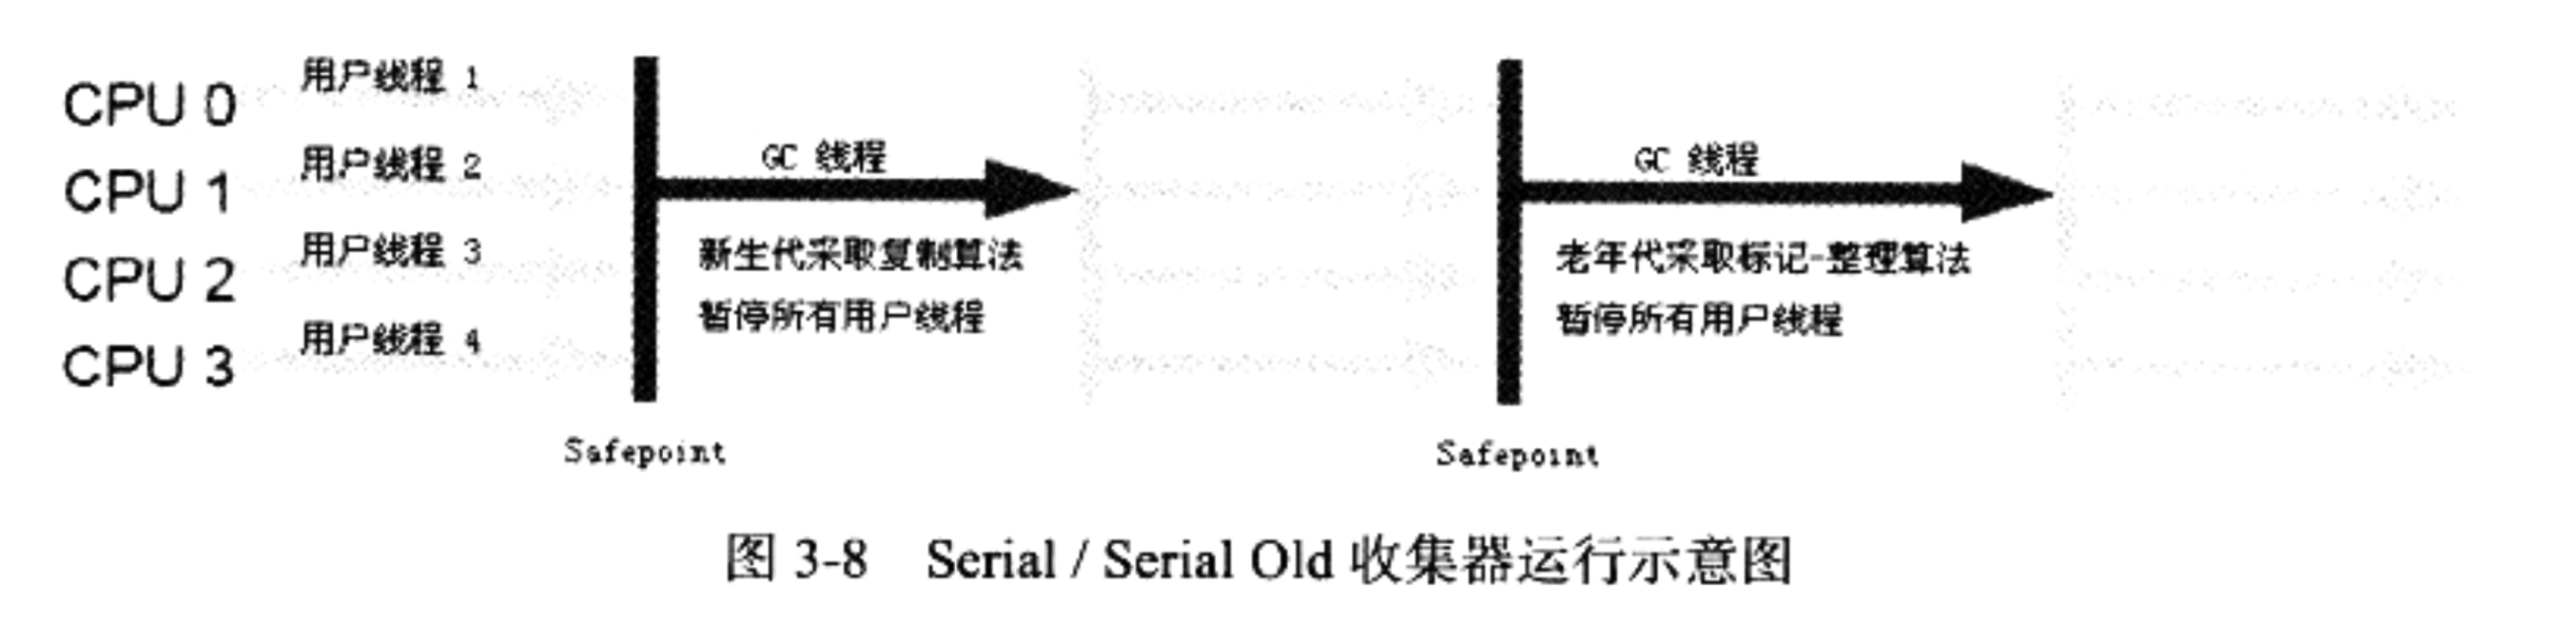 CPU 0 用户线程 1
CPU 1 用户线程 2
CPU 2 用户线程 3
CPU 3 用户线程 4
GC 线程
新生代采取复制算法
暂停所有用户线程
Safepoint
GC 线程
老年代采取标记-整理算法
暂停所有用户线程
Safepoint
图 3-8 Serial / Serial Old 收集器运行示意图